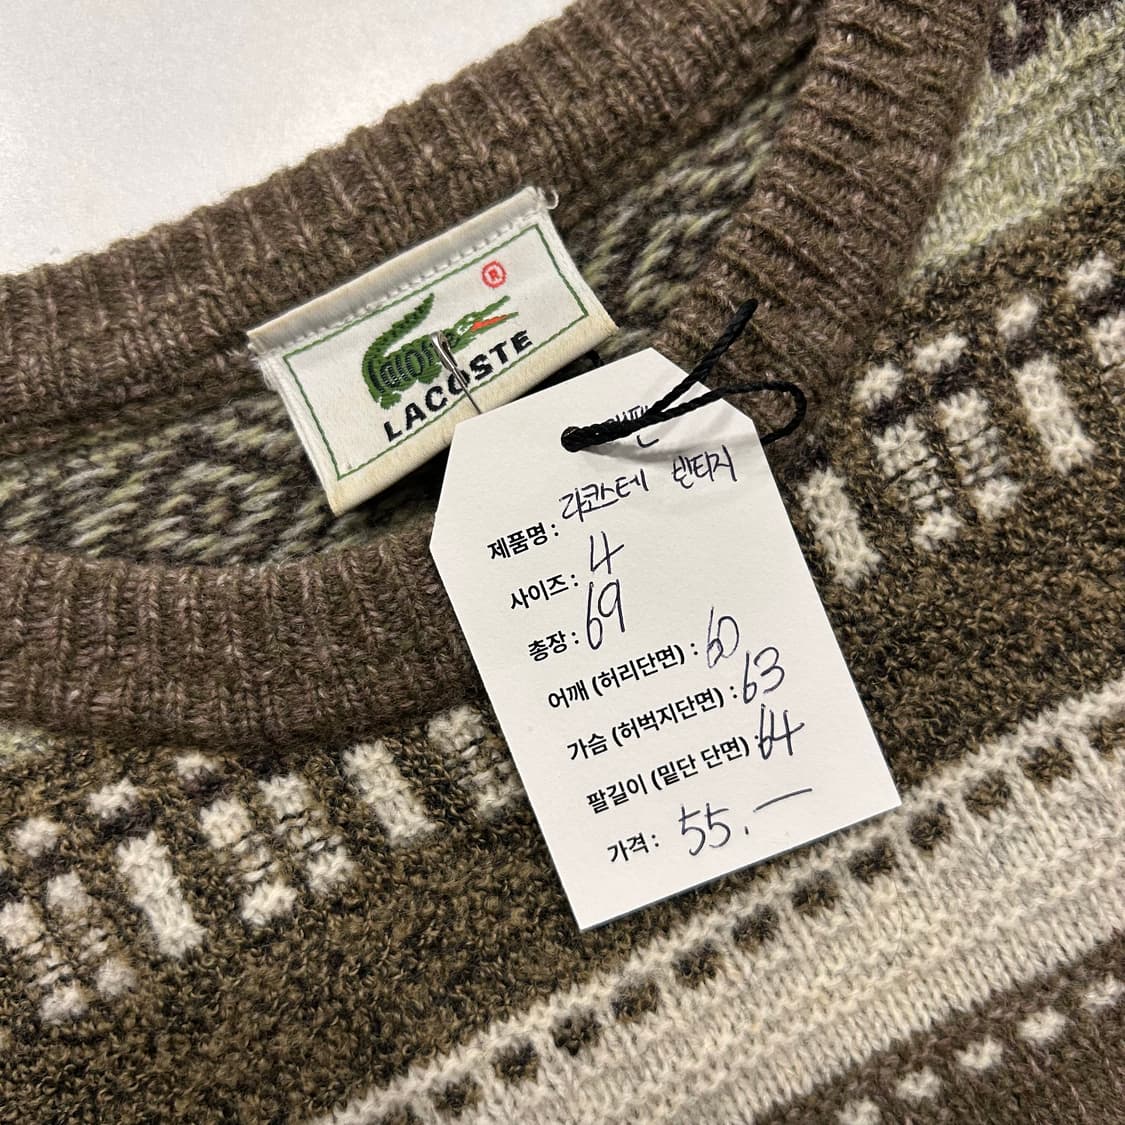 ®
LACOSTE
제품명 : 라코스테 빈티지
사이즈 : 4
총장 : 69
어깨 (허리단면) : 60
가슴 (허벅지단면) : 63
팔길이 (밑단 단면) : 64
가격 : 55.—